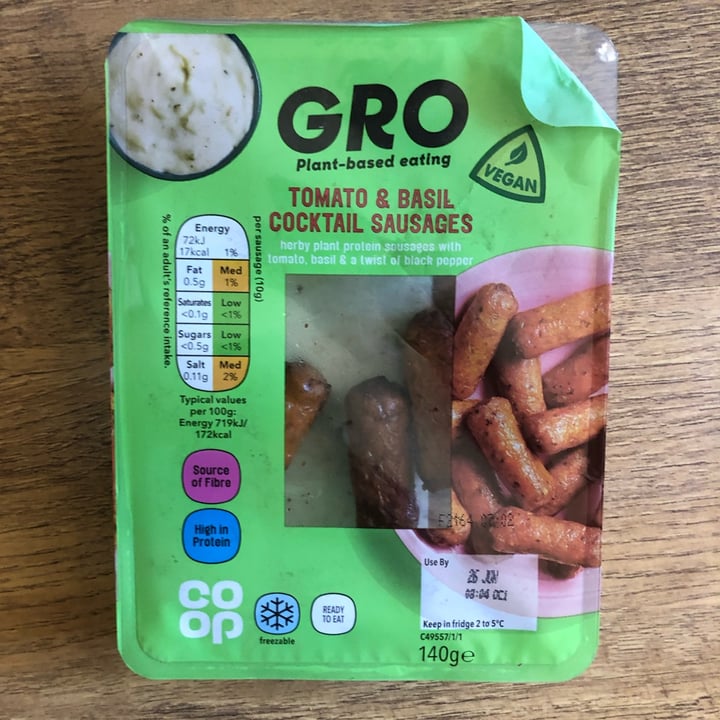 GRO
Plant-based eating
VEGAN
TOMATO & BASIL
COCKTAIL SAUSAGES
herby plant protein sausages with
tomato, basil & a twist of black pepper
% of an adult's reference intake.
per sausage (10g)
Energy
72kJ
17kcal 1%
Fat Med
0.5g 1%
Saturates Low
<0.1g <1%
Sugars Low
<0.5g <1%
Salt Med
0.11g 2%
Typical values
per 100g:
Energy 719kJ/
172kcal
Source
of Fibre
High in
Protein
CO
OP
freezable
READY
TO EAT
Use By
26 JUN
Keep in fridge 2 to 5°C
C49557/1/1
140g℮